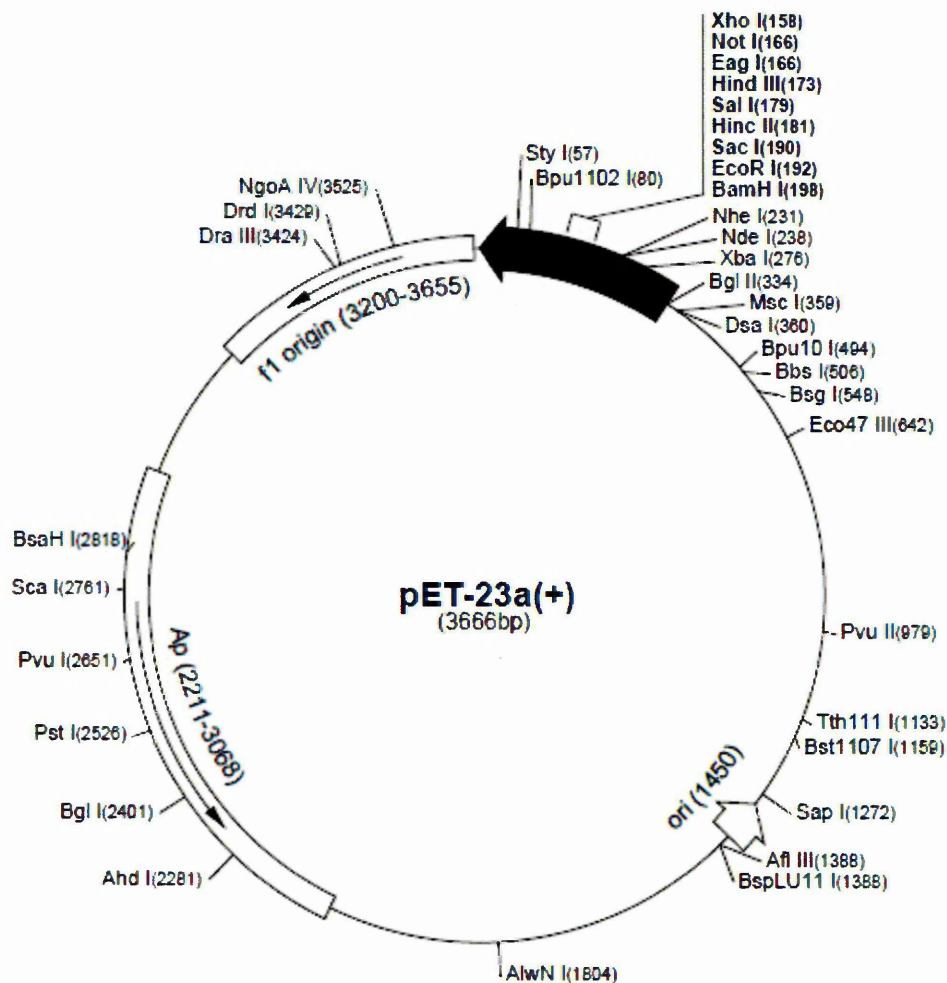 Xho I(158)
Not I(166)
Eag I(166)
Hind III(173)
Sal I(179)
Hinc II(181)
Sac I(190)
EcoR I(192)
BamH I(198)
Sty I(57)
Bpu1102 I(80)
NgoA IV(3525)
Drd I(3429)
Dra III(3424)
Nhe I(231)
Nde I(238)
Xba I(276)
Bgl II(334)
Msc I(359)
Dsa I(360)
Bpu10 I(494)
Bbs I(506)
Bsg I(548)
Eco47 III(642)
f1 origin (3200-3655)
BsaH I(2818)
Sca I(2761)
Pvu I(2651)
Pst I(2526)
Bgl I(2401)
Ahd I(2281)
Ap (2211-3068)
pET-23a(+)
(3666bp)
Pvu II(979)
Tth111 I(1133)
Bst1107 I(1159)
ori (1450)
Sap I(1272)
Afl III(1388)
BspLU11 I(1388)
AlwN I(1804)